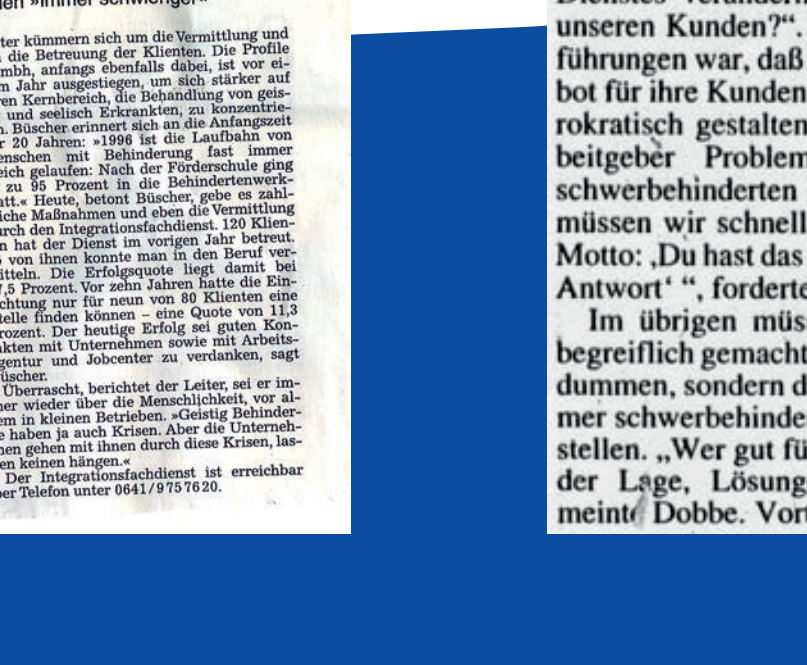 ter kümmern sich um die Vermittlung und
die Betreuung der Klienten. Die Profile
mbh, anfangs ebenfalls dabei, ist vor ei-
m Jahr ausgestiegen, um sich stärker auf
en Kernbereich, die Behandlung von geis-
und seelisch Erkrankten, zu konzentrie-
n. Büscher erinnert sich an die Anfangszeit
r 20 Jahren: »1996 ist die Laufbahn von
enschen mit Behinderung fast immer
eich gelaufen: Nach der Förderschule ging
zu 95 Prozent in die Behindertenwerk-
att.« Heute, betont Büscher, gebe es zahl-
iche Maßnahmen und eben die Vermittlung
urch den Integrationsfachdienst. 120 Klien-
n hat der Dienst im vorigen Jahr betreut.
von ihnen konnte man in den Beruf ver-
itteln. Die Erfolgsquote liegt damit bei
7,5 Prozent. Vor zehn Jahren hatte die Ein-
chtung nur für neun von 80 Klienten eine
telle finden können – eine Quote von 11,3
rozent. Der heutige Erfolg sei guten Kon-
kten mit Unternehmen sowie mit Arbeits-
gentur und Jobcenter zu verdanken, sagt
üscher.
Überrascht, berichtet der Leiter, sei er im-
er wieder über die Menschlichkeit, vor al-
em in kleinen Betrieben. »Geistig Behinder-
e haben ja auch Krisen. Aber die Unterneh-
en gehen mit ihnen durch diese Krisen, las-
en keinen hängen.«
Der Integrationsfachdienst ist erreichbar
er Telefon unter 0641/9757620.
unseren Kunden?“.
führungen war, daß
bot für ihre Kunden
rokratisch gestalten
beitgeber Problem
schwerbehinderten
müssen wir schnell
Motto: ‚Du hast das
Antwort‘ “, forderte
Im übrigen müs
begreiflich gemacht
dummen, sondern d
mer schwerbehinde
stellen. „Wer gut fü
der Lage, Lösung
meinte Dobbe. Vort